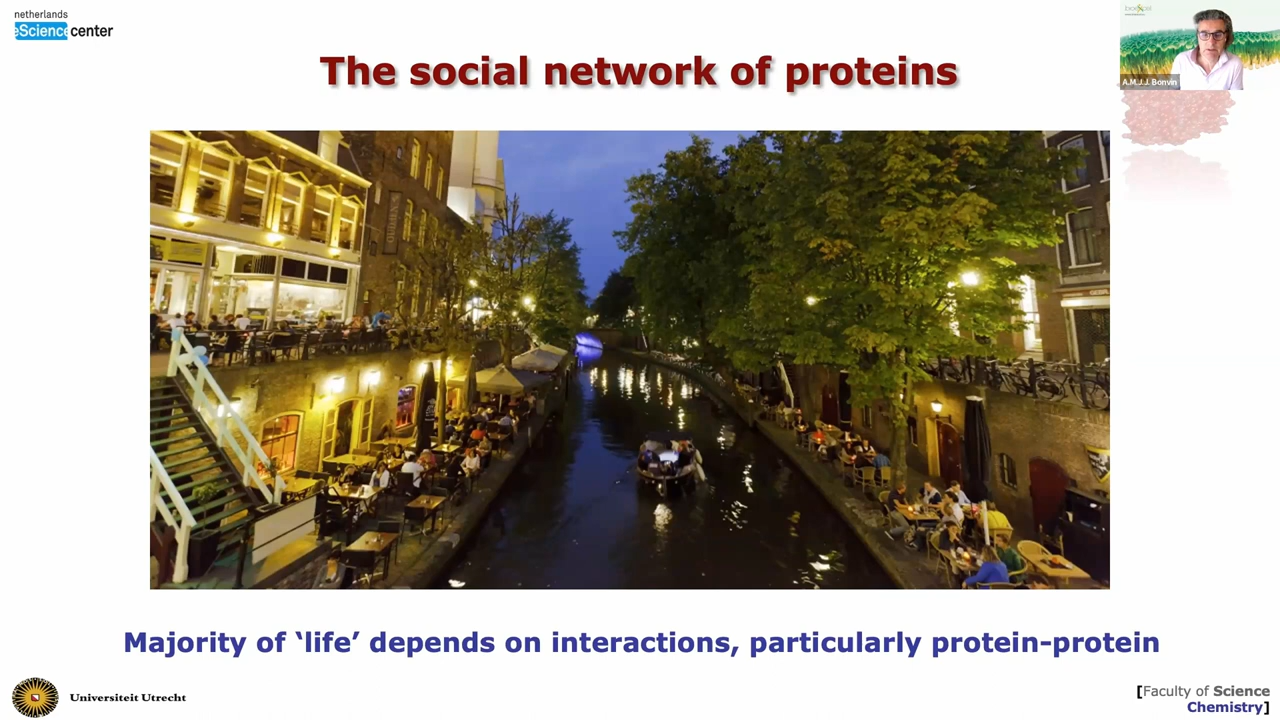 netherlands
eScience center
The social network of proteins
A.M.J.J. Bonvin
Majority of ‘life’ depends on interactions, particularly protein-protein
Universiteit Utrecht
[Faculty of Science
Chemistry]